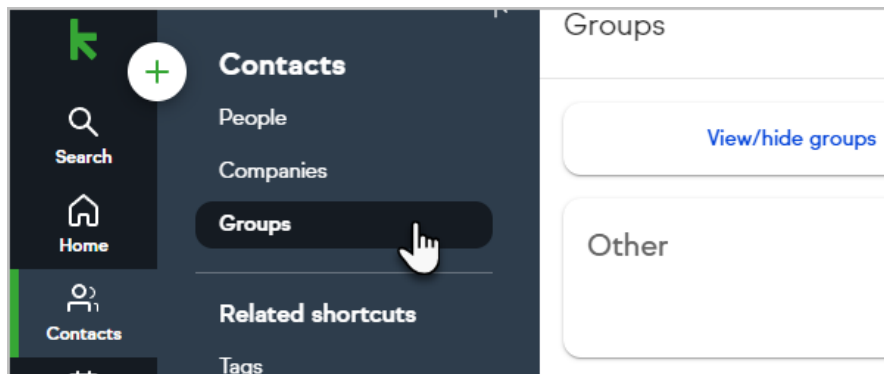 Search
Home
Contacts
Contacts
People
Companies
Groups
Related shortcuts
Tags
Groups
View/hide groups
Other